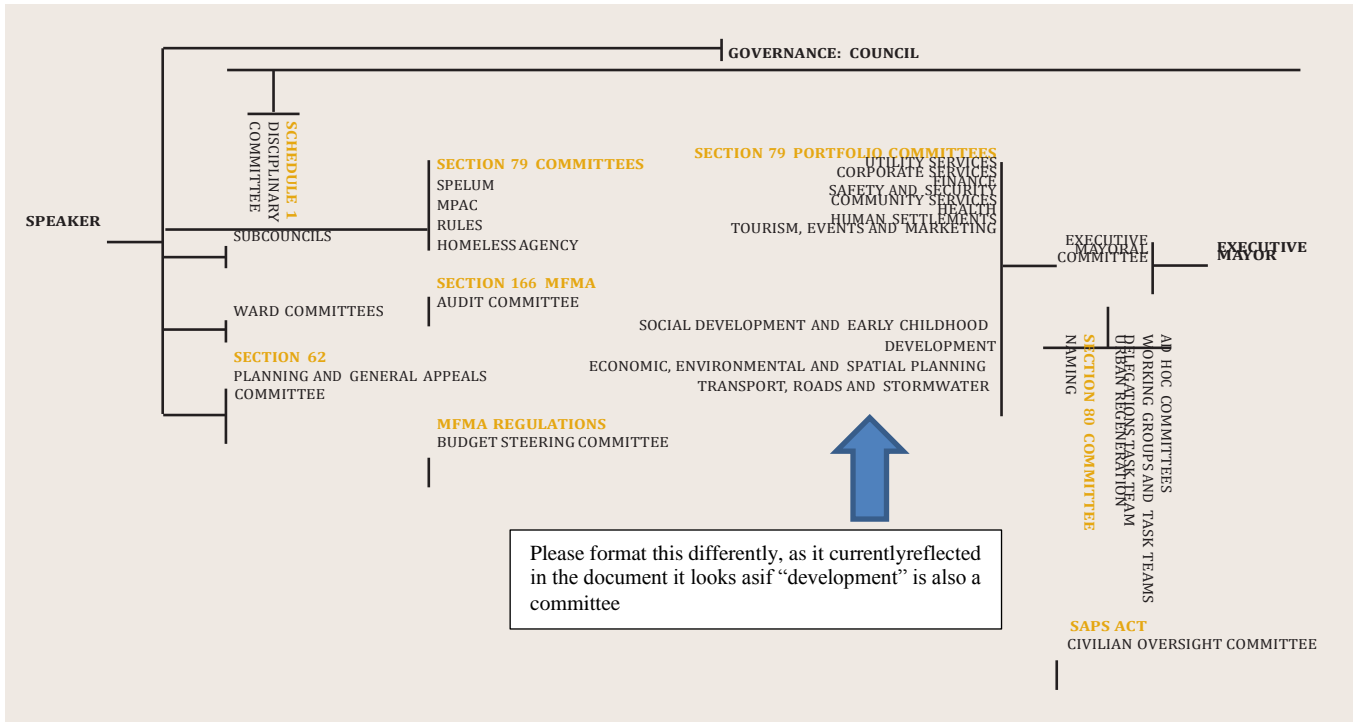 GOVERNANCE: COUNCIL
SPEAKER
SCHEDULE 1
DISCIPLINARY
COMMITTEE
SUBCOUNCILS
WARD COMMITTEES
SECTION 62
PLANNING AND GENERAL APPEALS
COMMITTEE
SECTION 79 COMMITTEES
SPELUM
MPAC
RULES
HOMELESS AGENCY
SECTION 166 MFMA
AUDIT COMMITTEE
MFMA REGULATIONS
BUDGET STEERING COMMITTEE
SECTION 79 PORTFOLIO COMMITTEES
UTILITY SERVICES
CORPORATE SERVICES
FINANCE
SAFETY AND SECURITY
COMMUNITY SERVICES
HEALTH
HUMAN SETTLEMENTS
TOURISM, EVENTS AND MARKETING
SOCIAL DEVELOPMENT AND EARLY CHILDHOOD
DEVELOPMENT
ECONOMIC, ENVIRONMENTAL AND SPATIAL PLANNING
TRANSPORT, ROADS AND STORMWATER
Please format this differently, as it currentlyreflected
in the document it looks asif “development” is also a
committee
EXECUTIVE
MAYORAL
COMMITTEE
EXECUTIVE
MAYOR
AD HOC COMMITTEES
WORKING GROUPS AND TASK TEAMS
DELEGATIONS TASK TEAM
URBAN REGENERATION
SECTION 80 COMMITTEE
NAMING
SAPS ACT
CIVILIAN OVERSIGHT COMMITTEE